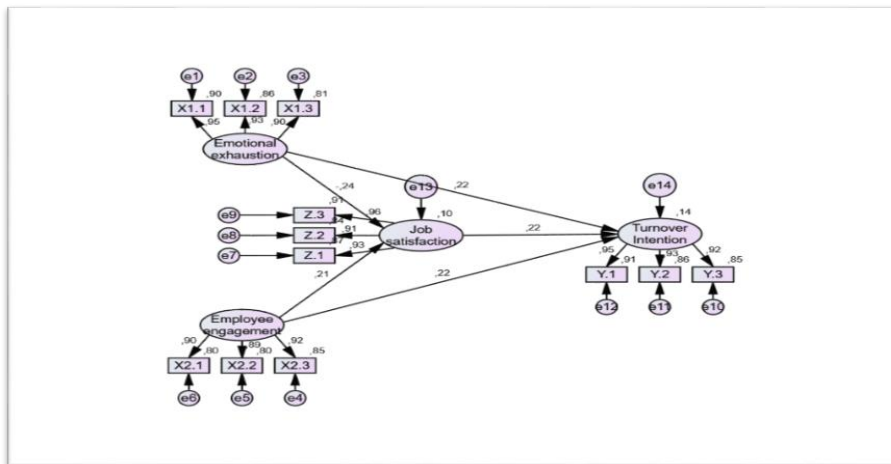 e1 e2 e3
,90 ,86 ,81
X1.1 X1.2 X1.3
,95 ,93 ,90
Emotional
exhaustion
e13
,22
e14
-,24
,91
e9 Z.3 ,96 ,10 ,14
e8 Z.2 ,91 Job
satisfaction ,22 Turnover
Intention
e7 Z.1 ,93
,95 ,91 ,93 ,86 ,92 ,85
,21 ,22
Y.1 Y.2 Y.3
e12 e11 e10
Employee
engagement
,90 ,80 ,89 ,80 ,92 ,85
X2.1 X2.2 X2.3
e6 e5 e4